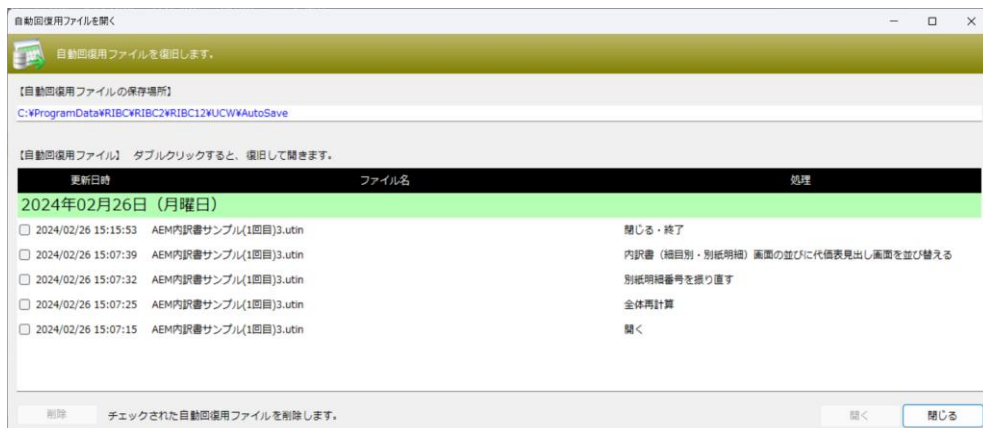 自動回復用ファイルを開く
自動回復用ファイルを復旧します。
【自動回復用ファイルの保存場所】
C:¥ProgramData¥RIBC¥RIBC2¥RIBC12¥UCW¥AutoSave
【自動回復用ファイル】 ダブルクリックすると、復旧して開きます。
更新日時 ファイル名 処理
2024年02月26日（月曜日）
2024/02/26 15:15:53 AEM内訳書サンプル(1回目)3.utin 閉じる・終了
2024/02/26 15:07:39 AEM内訳書サンプル(1回目)3.utin 内訳書（細目別・別紙明細）画面の並びに代価表見出し画面を並び替える
2024/02/26 15:07:32 AEM内訳書サンプル(1回目)3.utin 別紙明細番号を振り直す
2024/02/26 15:07:25 AEM内訳書サンプル(1回目)3.utin 全体再計算
2024/02/26 15:07:15 AEM内訳書サンプル(1回目)3.utin 開く
削除 チェックされた自動回復用ファイルを削除します。 開く 閉じる